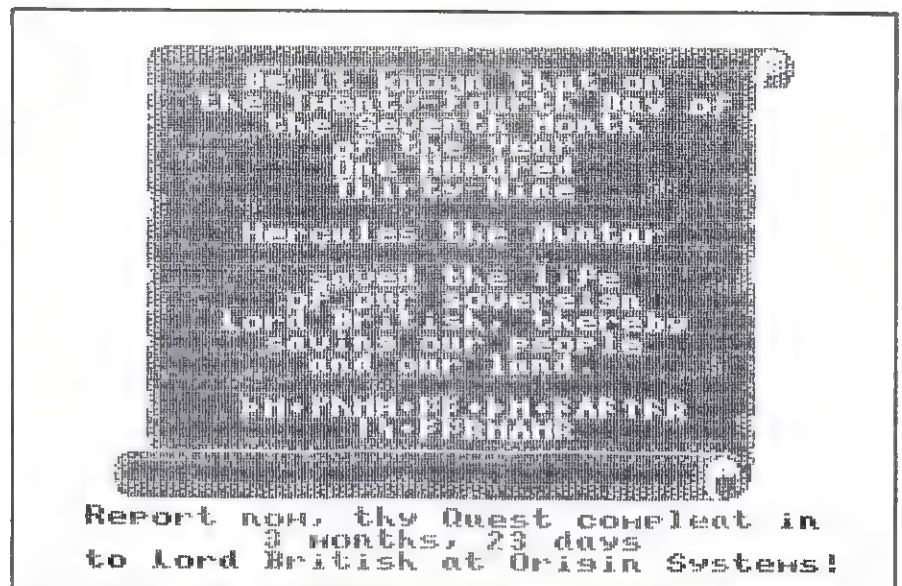 Be it known that on
the Twenty-Fourth Day of
the Seventh Month
of the Year
One Hundred
Thirty Nine
Hercules the Avatar
saved the life
of our sovereign
Lord British, thereby
saving our people
and our land.
Report now, thy Quest compleat in
3 months, 23 days
to Lord British at Origin Systems!